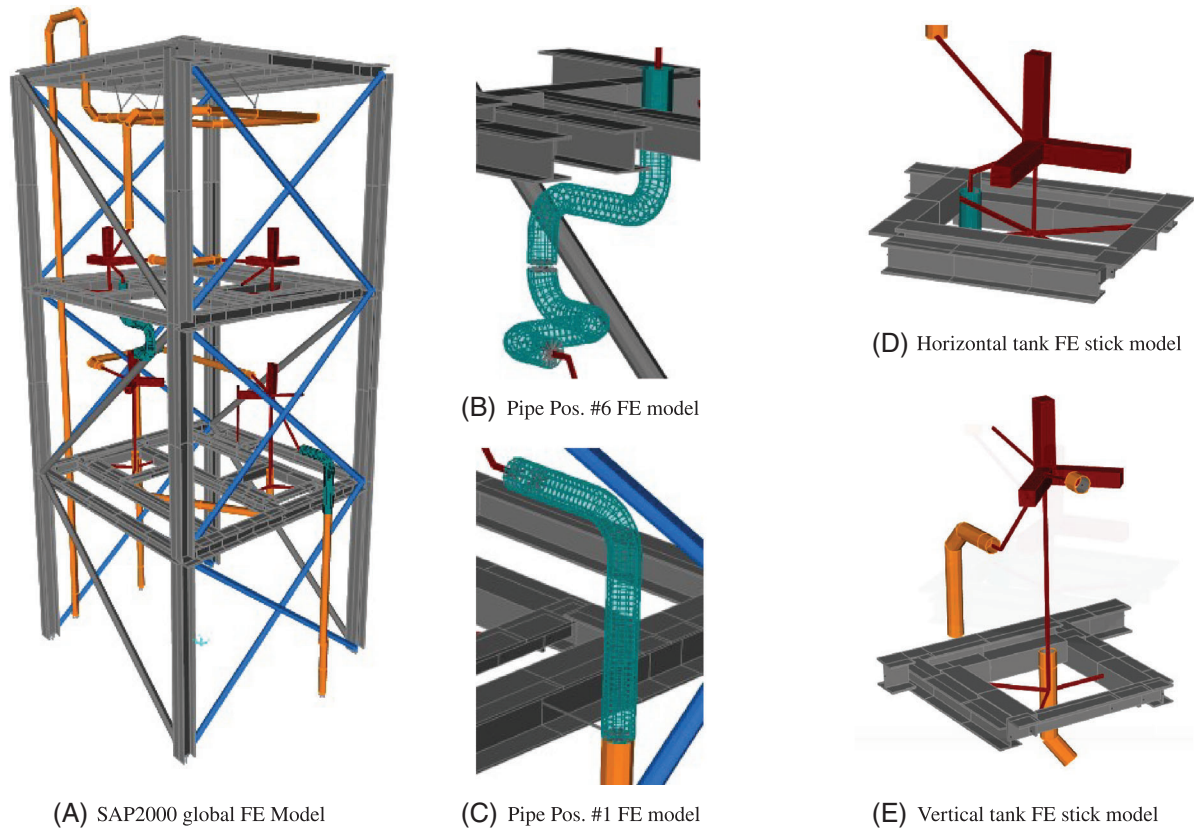 (A) SAP2000 global FE Model
(B) Pipe Pos. #6 FE model
(C) Pipe Pos. #1 FE model
(D) Horizontal tank FE stick model
(E) Vertical tank FE stick model